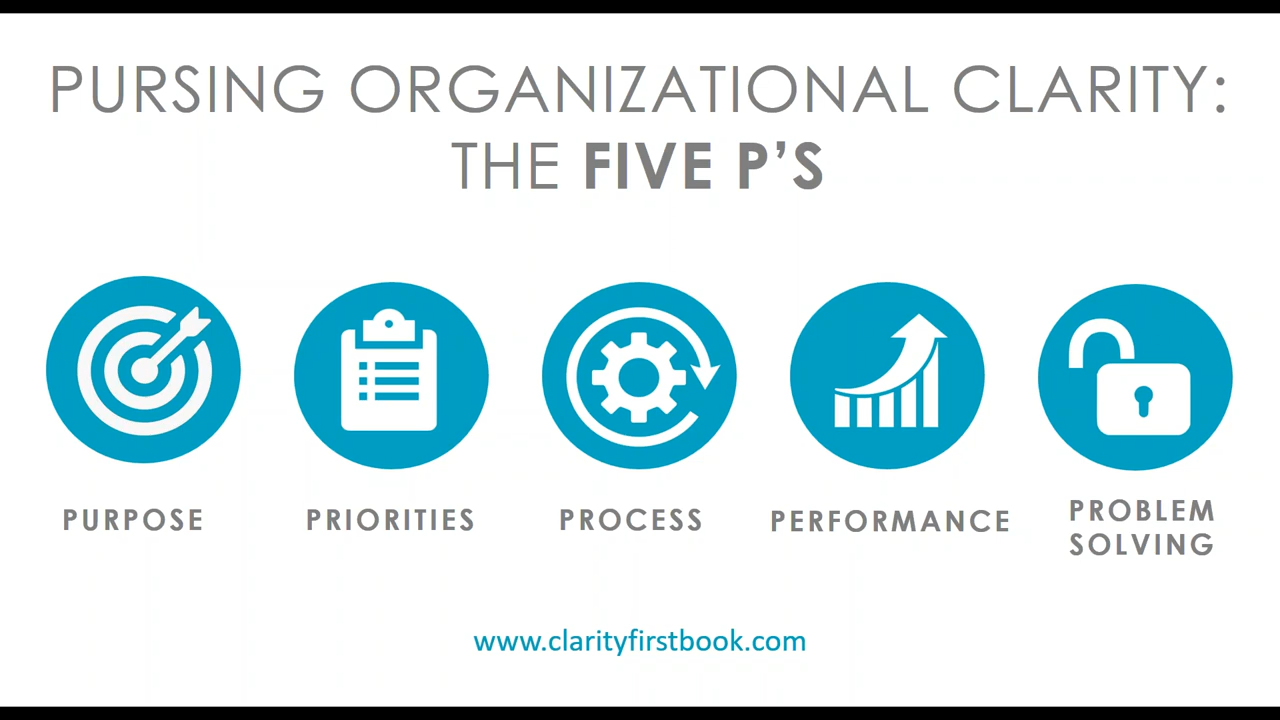 PURSING ORGANIZATIONAL CLARITY:
THE FIVE P’S
PURPOSE
PRIORITIES
PROCESS
PERFORMANCE
PROBLEM
SOLVING
www.clarityfirstbook.com